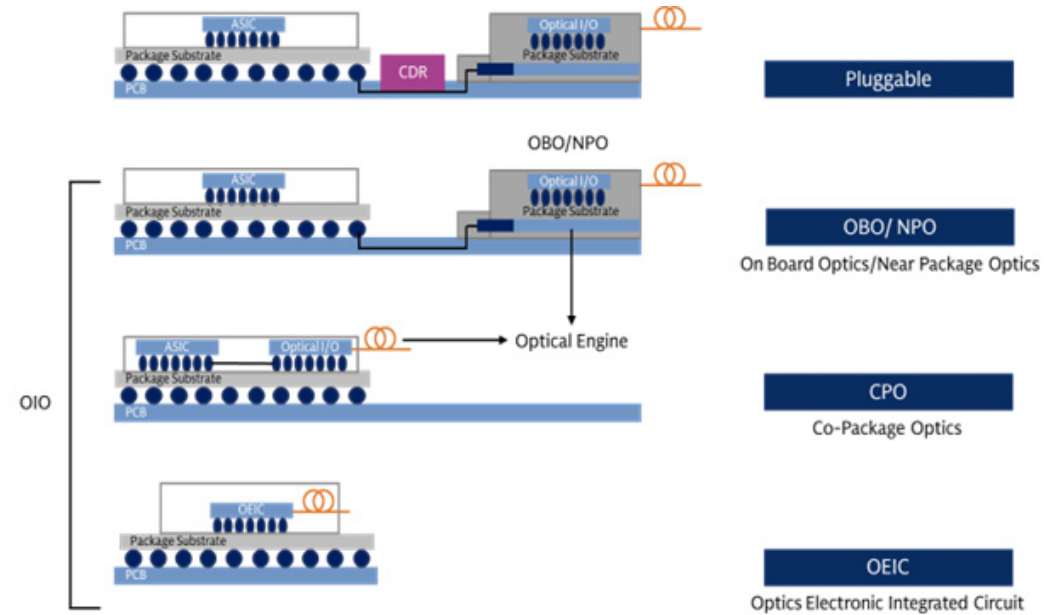 ASIC
Package Substrate
PCB
CDR
Optical I/O
Package Substrate
Pluggable
OBO/NPO
ASIC
Package Substrate
PCB
Optical I/O
Package Substrate
OBO/ NPO
On Board Optics/Near Package Optics
OIO
ASIC
Optical I/O
Package Substrate
PCB
Optical Engine
CPO
Co-Package Optics
OEIC
Package Substrate
PCB
OEIC
Optics Electronic Integrated Circuit